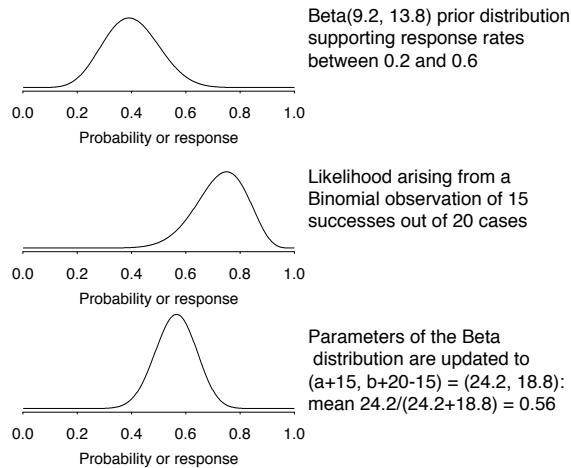 Beta(9.2, 13.8) prior distribution
supporting response rates
between 0.2 and 0.6
0.0 0.2 0.4 0.6 0.8 1.0
Probability or response
Likelihood arising from a
Binomial observation of 15
successes out of 20 cases
0.0 0.2 0.4 0.6 0.8 1.0
Probability or response
Parameters of the Beta
distribution are updated to
(a+15, b+20-15) = (24.2, 18.8):
mean 24.2/(24.2+18.8) = 0.56
0.0 0.2 0.4 0.6 0.8 1.0
Probability or response